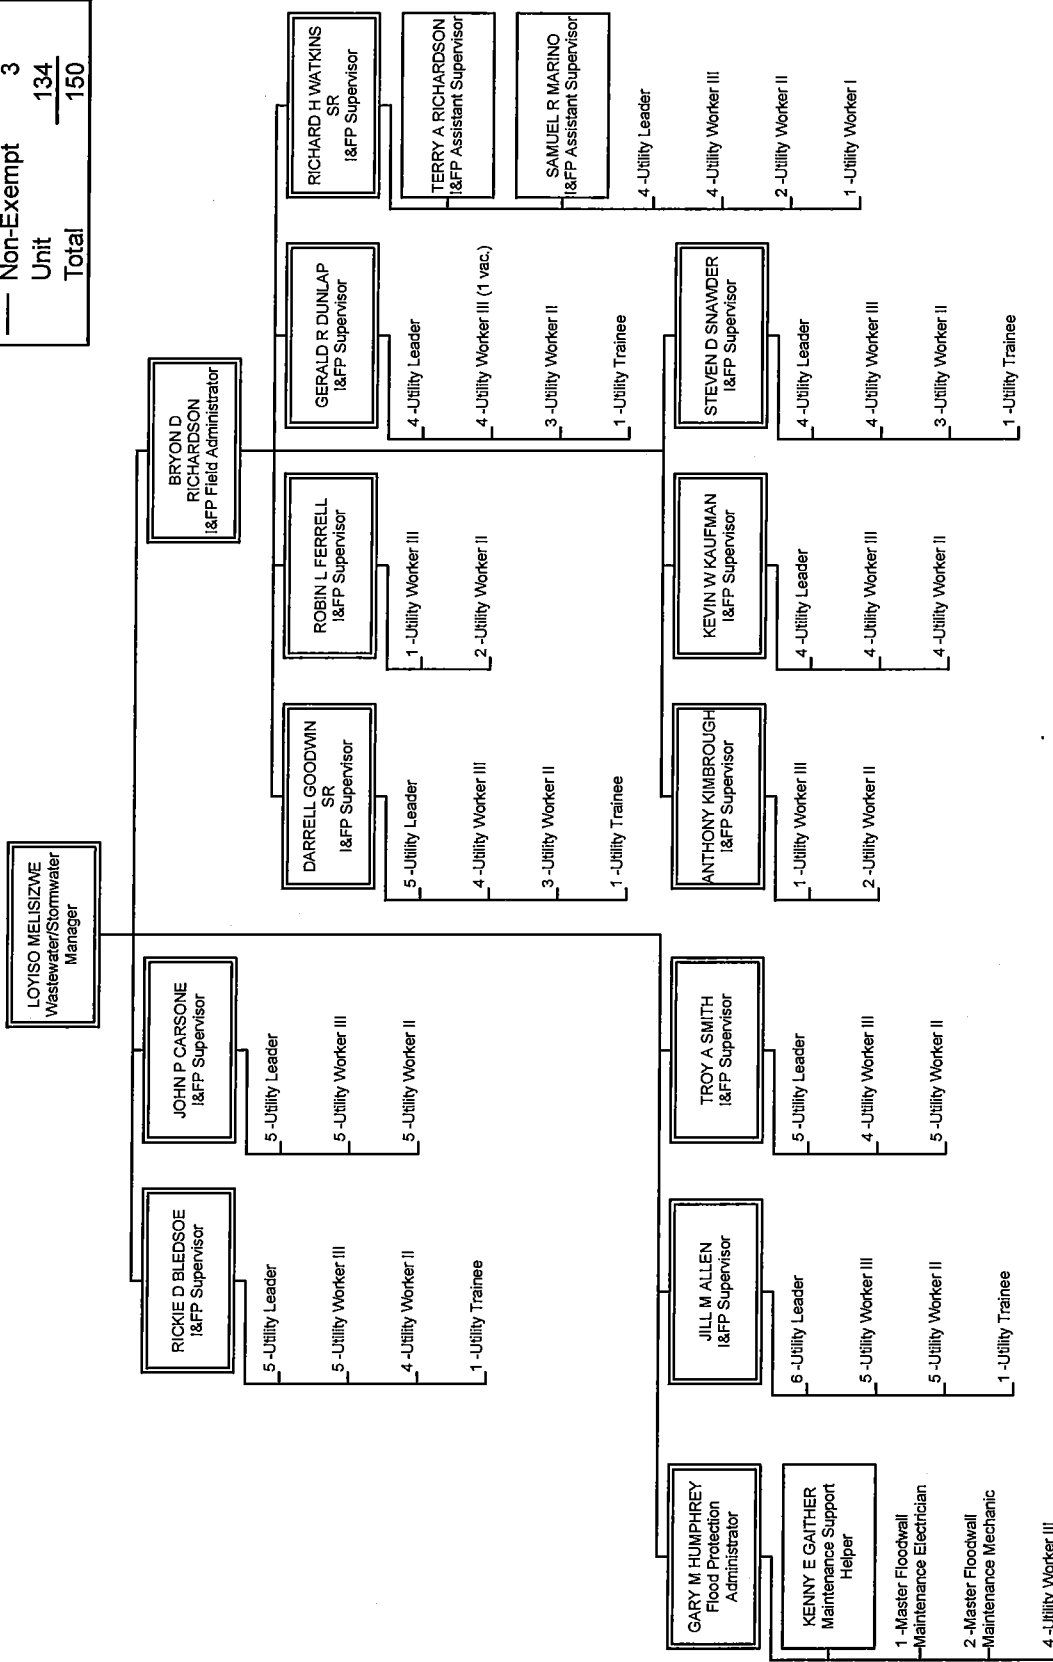 Non-Exempt 3
Unit 134
Total 150
LOYISO MELISIZWE
Wastewater/Stormwater
Manager
RICKIE D BLEDSOE
I&FP Supervisor
5 -Utility Leader
5 -Utility Worker III
4 -Utility Worker II
1 -Utility Trainee
JOHN P CARSONE
I&FP Supervisor
5 -Utility Leader
5 -Utility Worker III
5 -Utility Worker II
BRYON D
RICHARDSON
I&FP Field Administrator
DARRELL GOODWIN
SR
I&FP Supervisor
5 -Utility Leader
4 -Utility Worker III
3 -Utility Worker II
1 -Utility Trainee
ROBIN L FERRELL
I&FP Supervisor
1 -Utility Worker III
2 -Utility Worker II
GERALD R DUNLAP
I&FP Supervisor
4 -Utility Leader
4 -Utility Worker III (1 vac.)
3 -Utility Worker II
1 -Utility Trainee
RICHARD H WATKINS
SR
I&FP Supervisor
TERRY A RICHARDSON
I&FP Assistant Supervisor
SAMUEL R MARINO
I&FP Assistant Supervisor
4 -Utility Leader
4 -Utility Worker III
2 -Utility Worker II
1 -Utility Worker I
ANTHONY KIMBROUGH
I&FP Supervisor
1 -Utility Worker III
2 -Utility Worker II
KEVIN W KAUFMAN
I&FP Supervisor
4 -Utility Leader
4 -Utility Worker III
4 -Utility Worker II
STEVEN D SNAWDER
I&FP Supervisor
4 -Utility Leader
4 -Utility Worker III
3 -Utility Worker II
1 -Utility Trainee
GARY M HUMPHREY
Flood Protection
Administrator
KENNY E GAITHER
Maintenance Support
Helper
1 -Master Floodwall
Maintenance Electrician
2 -Master Floodwall
Maintenance Mechanic
4 -Utility Worker III
JILL M ALLEN
I&FP Supervisor
6 -Utility Leader
5 -Utility Worker III
5 -Utility Worker II
1 -Utility Trainee
TROY A SMITH
I&FP Supervisor
5 -Utility Leader
4 -Utility Worker III
5 -Utility Worker II